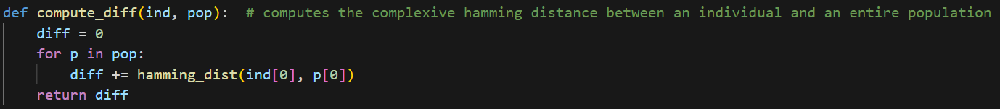 def compute_diff(ind, pop):  # computes the complexive hamming distance between an individual and an entire population
    diff = 0
    for p in pop:
        diff += hamming_dist(ind[0], p[0])
    return diff